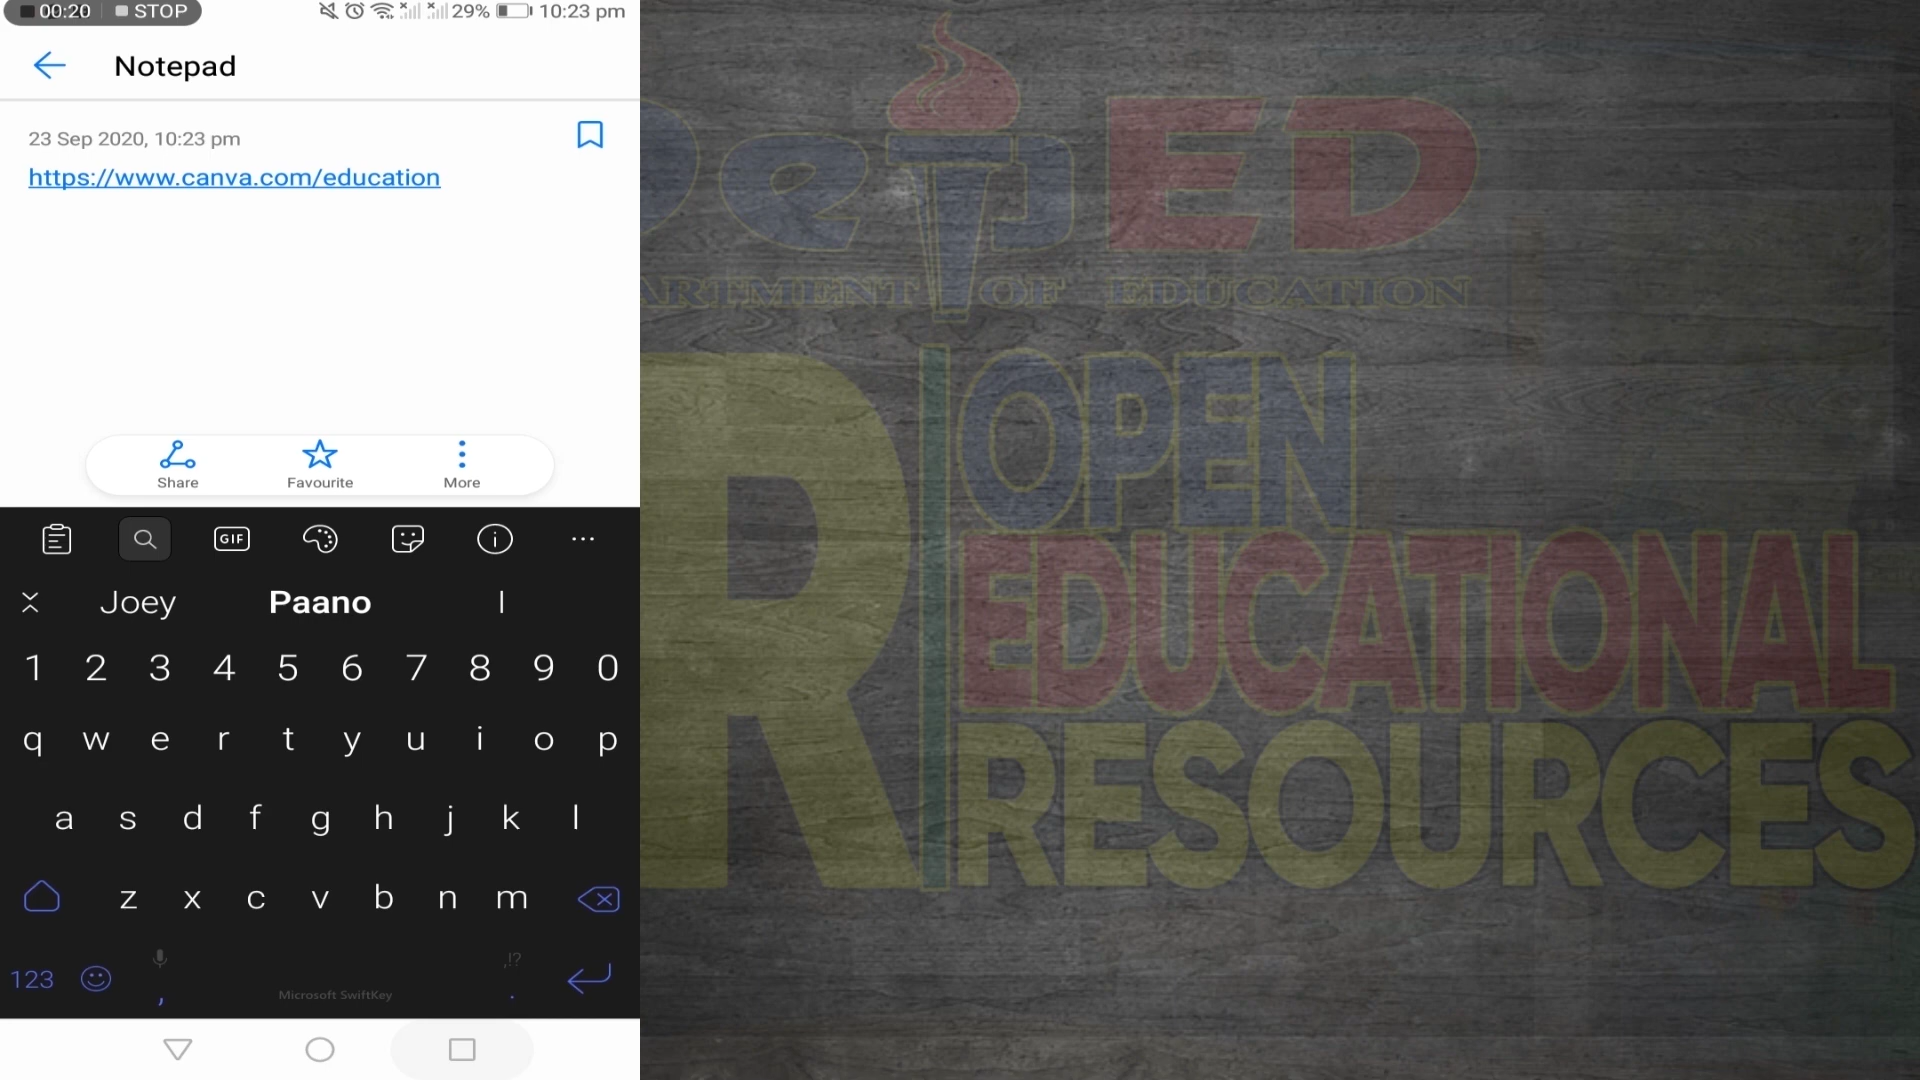 00:20 STOP 29% 10:23 pm
Notepad
23 Sep 2020, 10:23 pm
https://www.canva.com/education
Share Favourite More
GIF
Joey Paano I
1 2 3 4 5 6 7 8 9 0
q w e r t y u i o p
a s d f g h j k l
z x c v b n m
,!?
123 , Microsoft SwiftKey .
DepED
ARTMENT OF EDUCATION
R OPEN
EDUCATIONAL
RESOURCES